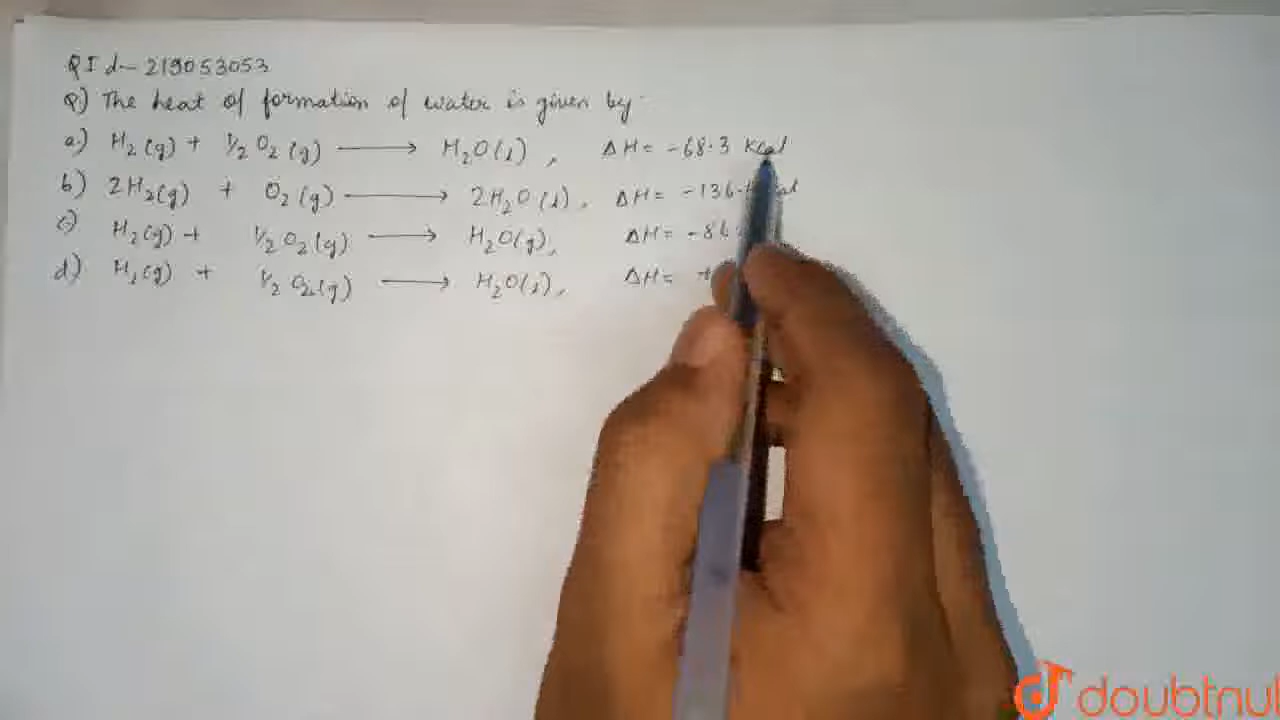 QId-219053053
Q) The heat of formation of water is given by
a.) H₂(g) + 1/2 O₂(g) ⟶ H₂O(l), ΔH = -68.3 Kcal
b) 2H₂(g) + O₂(g) ⟶ 2H₂O(l), ΔH = -136.
c) H₂(g) + 1/2 O₂(g) ⟶ H₂O(g), ΔH =
d) H₂(g) + 1/2 O₂(g) ⟶ H₂O(l), ΔH = +
doubtnut